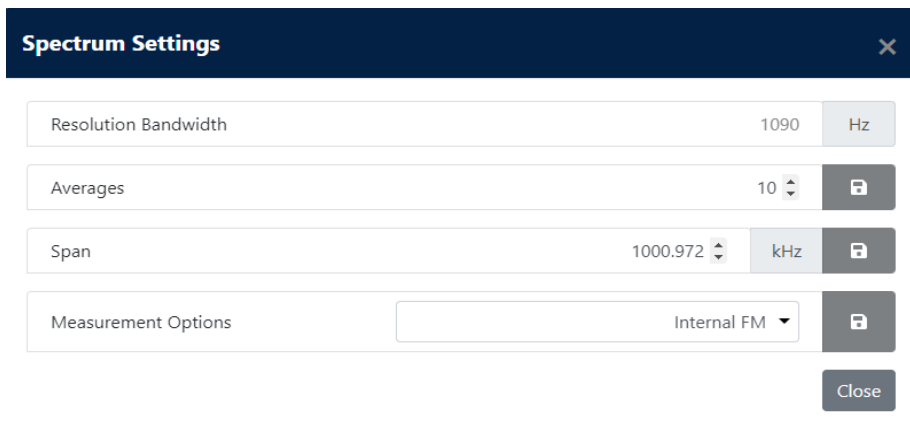 Spectrum Settings
Resolution Bandwidth 1090 Hz
Averages 10
Span 1000.972 kHz
Measurement Options Internal FM
Close